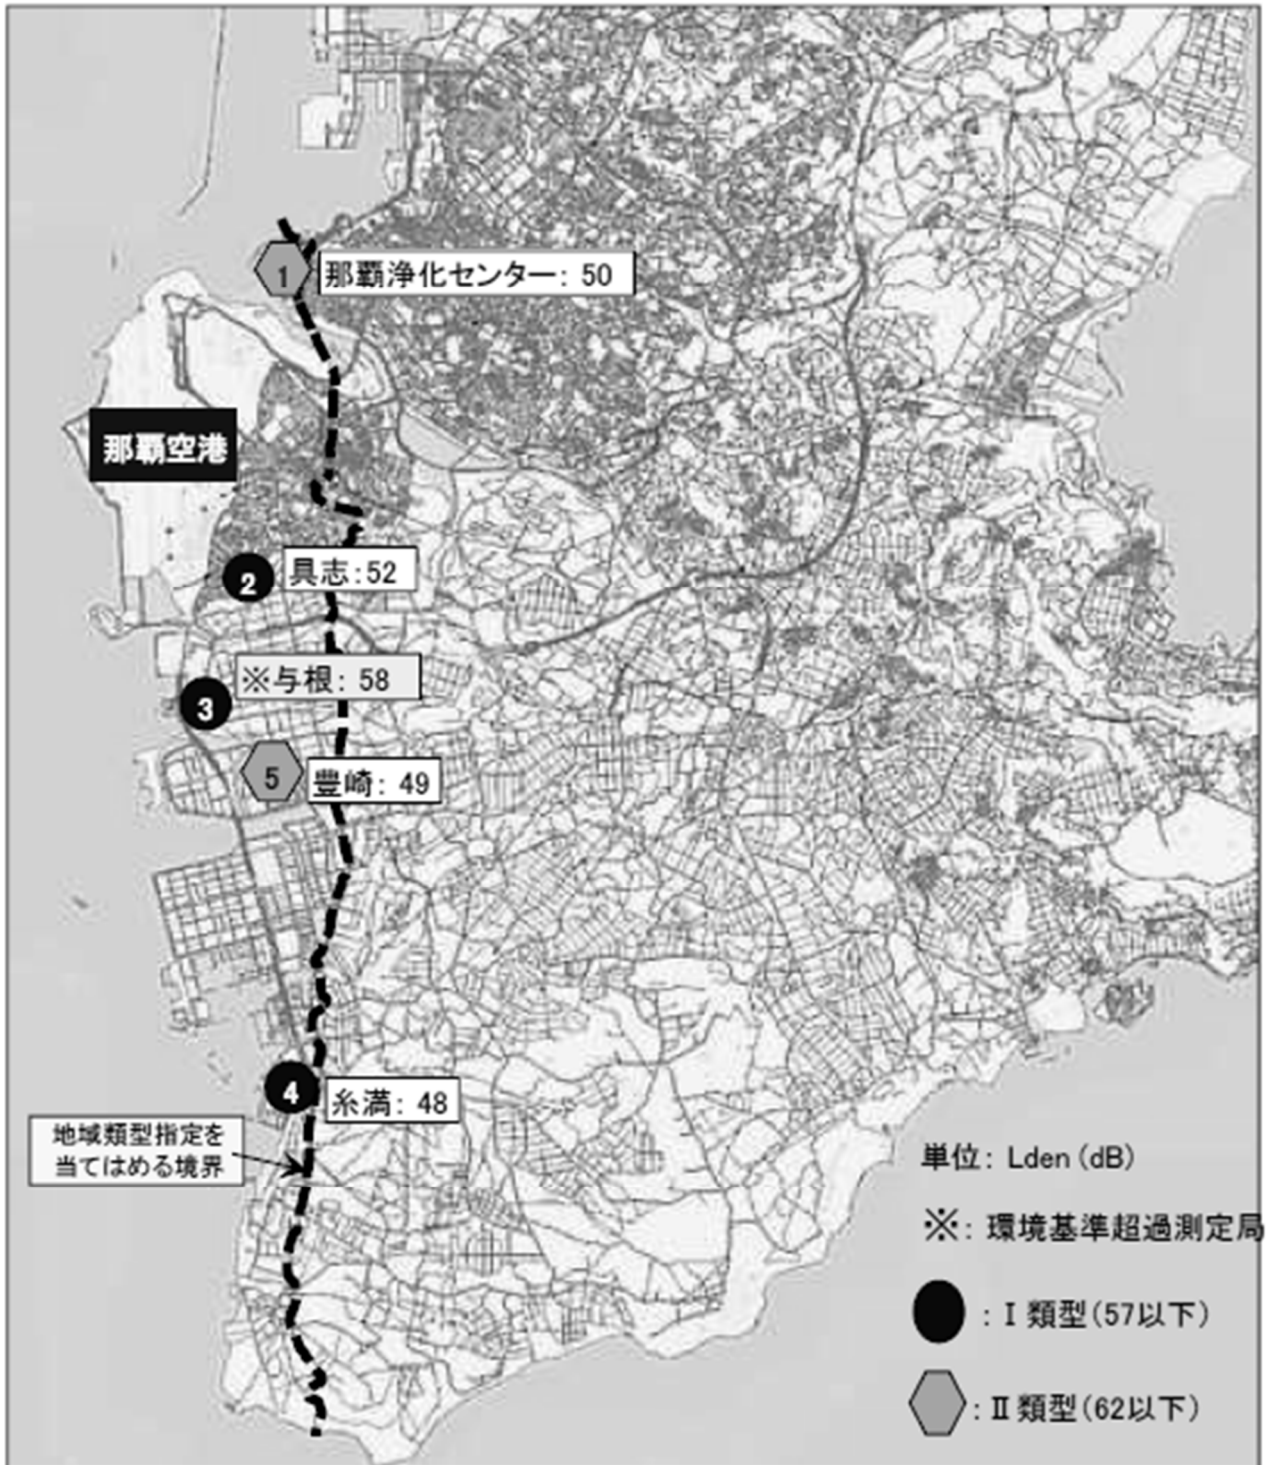 1
那覇浄化センター: 50
那覇空港
2
具志:52
※与根: 58
3
5
豊崎: 49
4
糸満: 48
地域類型指定を
当てはめる境界
単位: Lden (dB)
※: 環境基準超過測定局
: Ⅰ類型(57以下)
: Ⅱ類型(62以下)